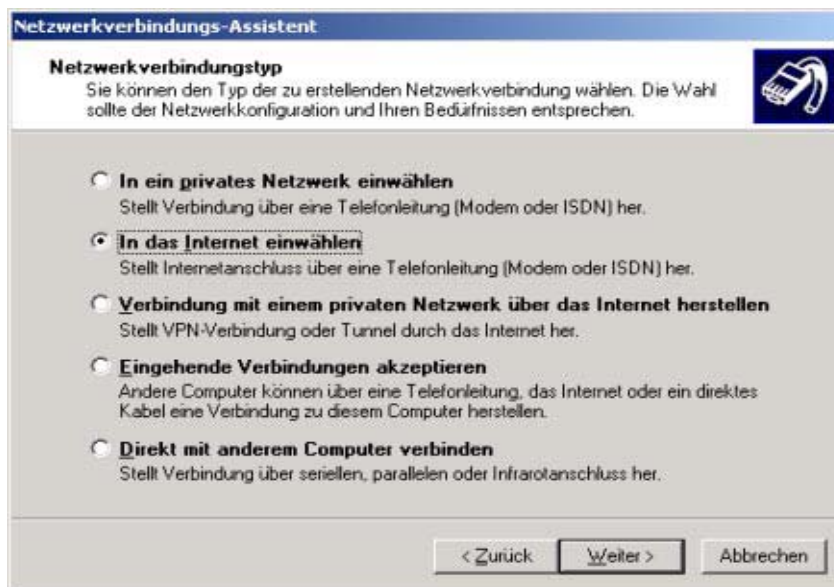 Netzwerkverbindungs-Assistent
Netzwerkverbindungstyp
Sie können den Typ der zu erstellenden Netzwerkverbindung wählen. Die Wahl
sollte der Netzwerkkonfiguration und Ihren Bedürfnissen entsprechen.
In ein privates Netzwerk einwählen
Stellt Verbindung über eine Telefonleitung (Modem oder ISDN) her.
In das Internet einwählen
Stellt Internetanschluss über eine Telefonleitung (Modem oder ISDN) her.
Verbindung mit einem privaten Netzwerk über das Internet herstellen
Stellt VPN-Verbindung oder Tunnel durch das Internet her.
Eingehende Verbindungen akzeptieren
Andere Computer können über eine Telefonleitung, das Internet oder ein direktes
Kabel eine Verbindung zu diesem Computer herstellen.
Direkt mit anderem Computer verbinden
Stellt Verbindung über seriellen, parallelen oder Infrarotanschluss her.
< Zurück Weiter > Abbrechen